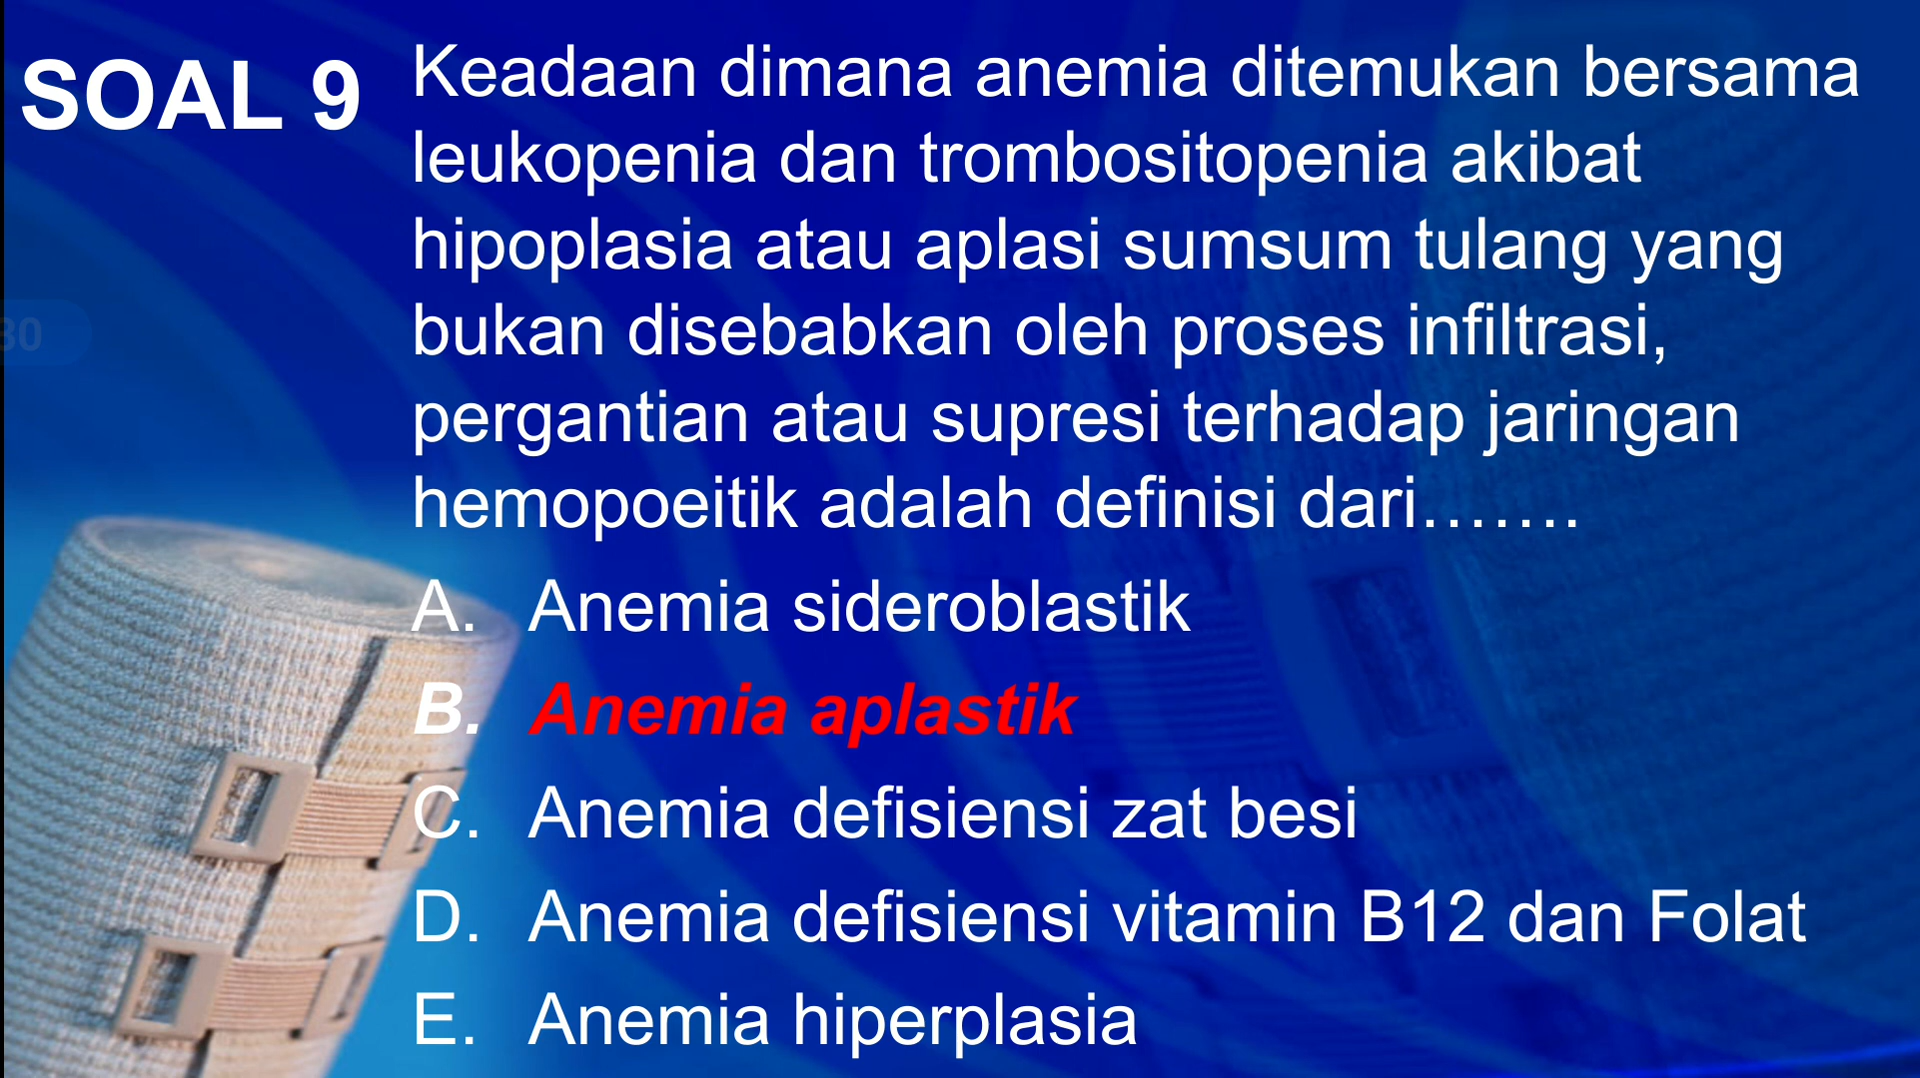 SOAL 9
Keadaan dimana anemia ditemukan bersama
leukopenia dan trombositopenia akibat
hipoplasia atau aplasi sumsum tulang yang
bukan disebabkan oleh proses infiltrasi,
pergantian atau supresi terhadap jaringan
hemopoeitik adalah definisi dari…….
A. Anemia sideroblastik
B. Anemia aplastik
C. Anemia defisiensi zat besi
D. Anemia defisiensi vitamin B12 dan Folat
E. Anemia hiperplasia
30